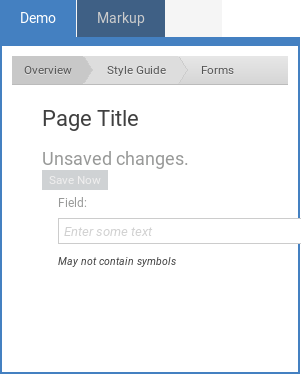 Demo Markup
Overview Style Guide Forms
Page Title
Unsaved changes.
Save Now
Field:
Enter some text
May not contain symbols